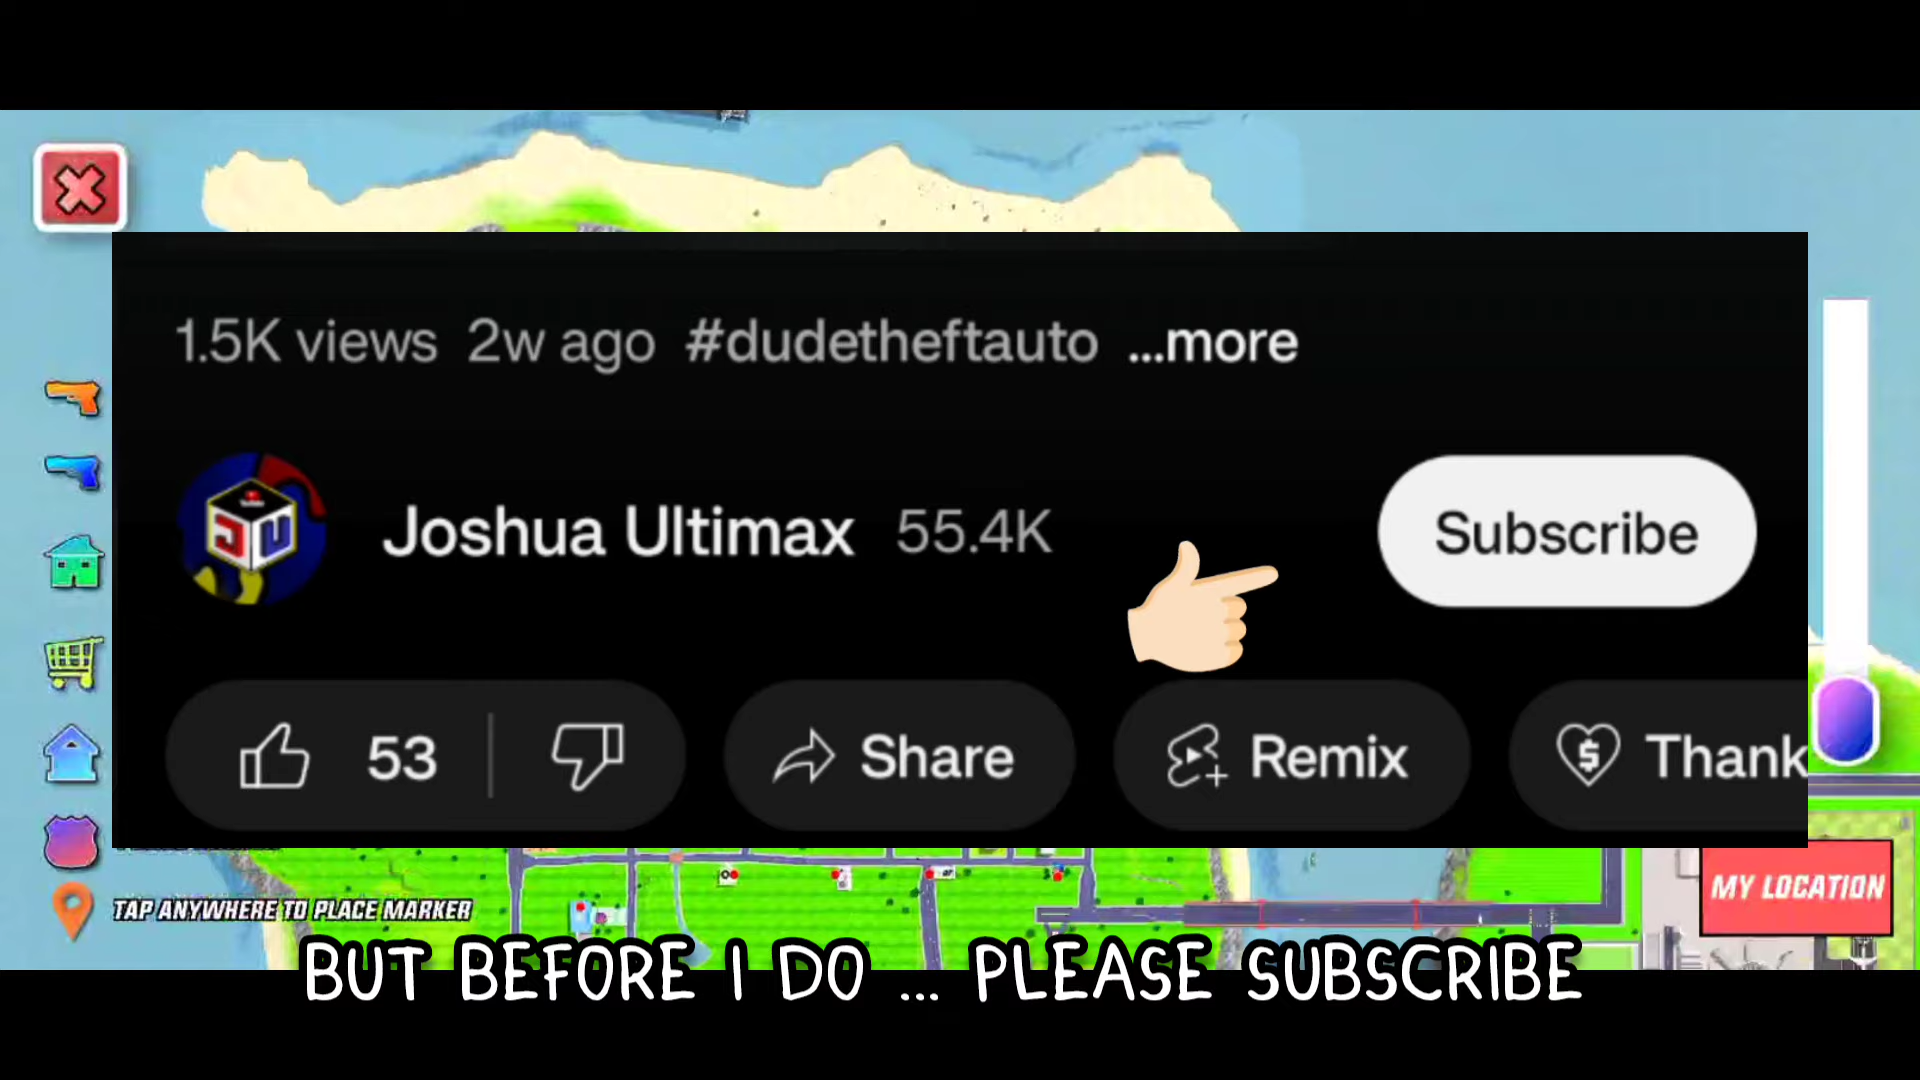 1.5K views 2w ago #dudetheftauto ...more
Joshua Ultimax 55.4K
Subscribe
53
Share
Remix
Thank
MY LOCATION
TAP ANYWHERE TO PLACE MARKER
BUT BEFORE I DO ... PLEASE SUBSCRIBE